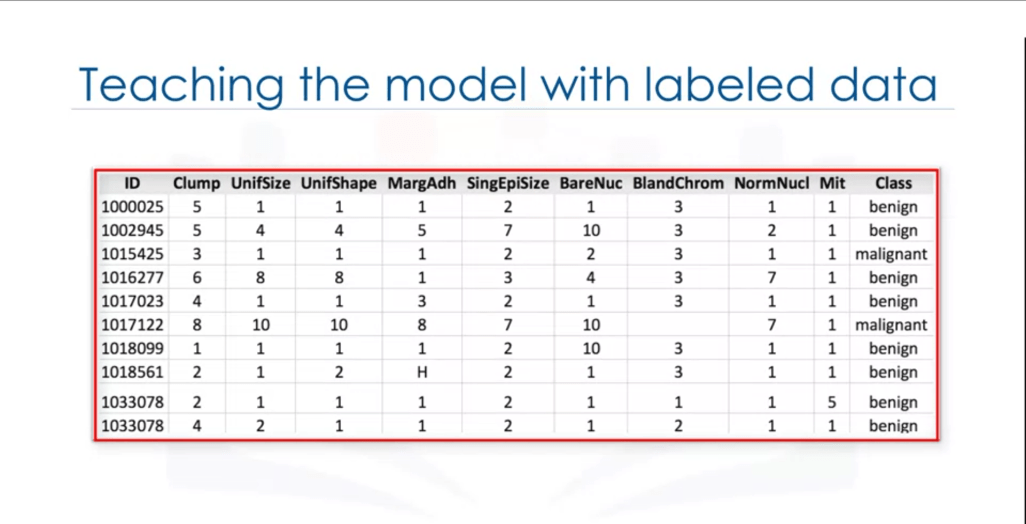 Teaching the model with labeled data
ID Clump UnifSize UnifShape MargAdh SingEpiSize BareNuc BlandChrom NormNucl Mit Class
1000025 5 1 1 1 2 1 3 1 1 benign
1002945 5 4 4 5 7 10 3 2 1 benign
1015425 3 1 1 1 2 2 3 1 1 malignant
1016277 6 8 8 1 3 4 3 7 1 benign
1017023 4 1 1 3 2 1 3 1 1 benign
1017122 8 10 10 8 7 10 7 1 malignant
1018099 1 1 1 1 2 10 3 1 1 benign
1018561 2 1 2 H 2 1 3 1 1 benign
1033078 2 1 1 1 2 1 1 1 5 benign
1033078 4 2 1 1 2 1 2 1 1 benign